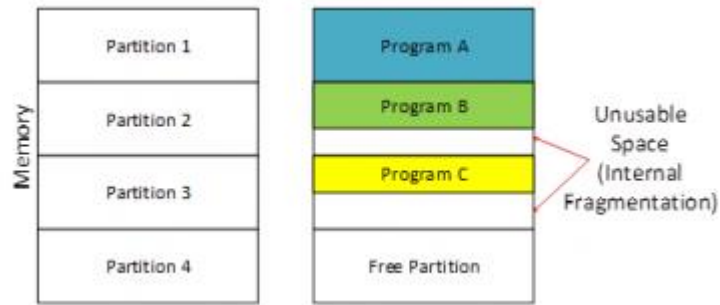 Memory
Partition 1
Partition 2
Partition 3
Partition 4
Program A
Program B
Program C
Free Partition
Unusable
Space
(Internal
Fragmentation)